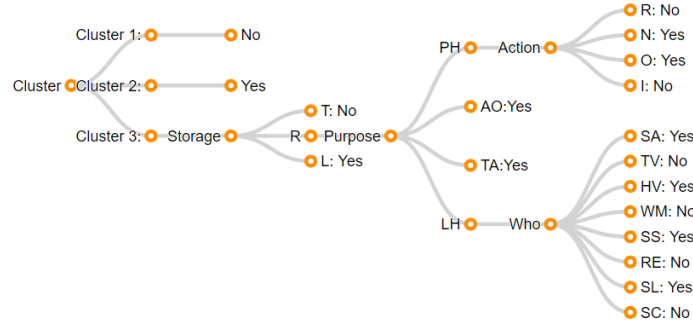 R: No
Cluster 1: No
N: Yes
PH Action
O: Yes
Cluster Cluster 2: Yes
I: No
T: No
AO:Yes
Cluster 3: Storage R Purpose
SA: Yes
L: Yes
TA:Yes
TV: No
HV: Yes
WM: No
LH Who
SS: Yes
RE: No
SL: Yes
SC: No